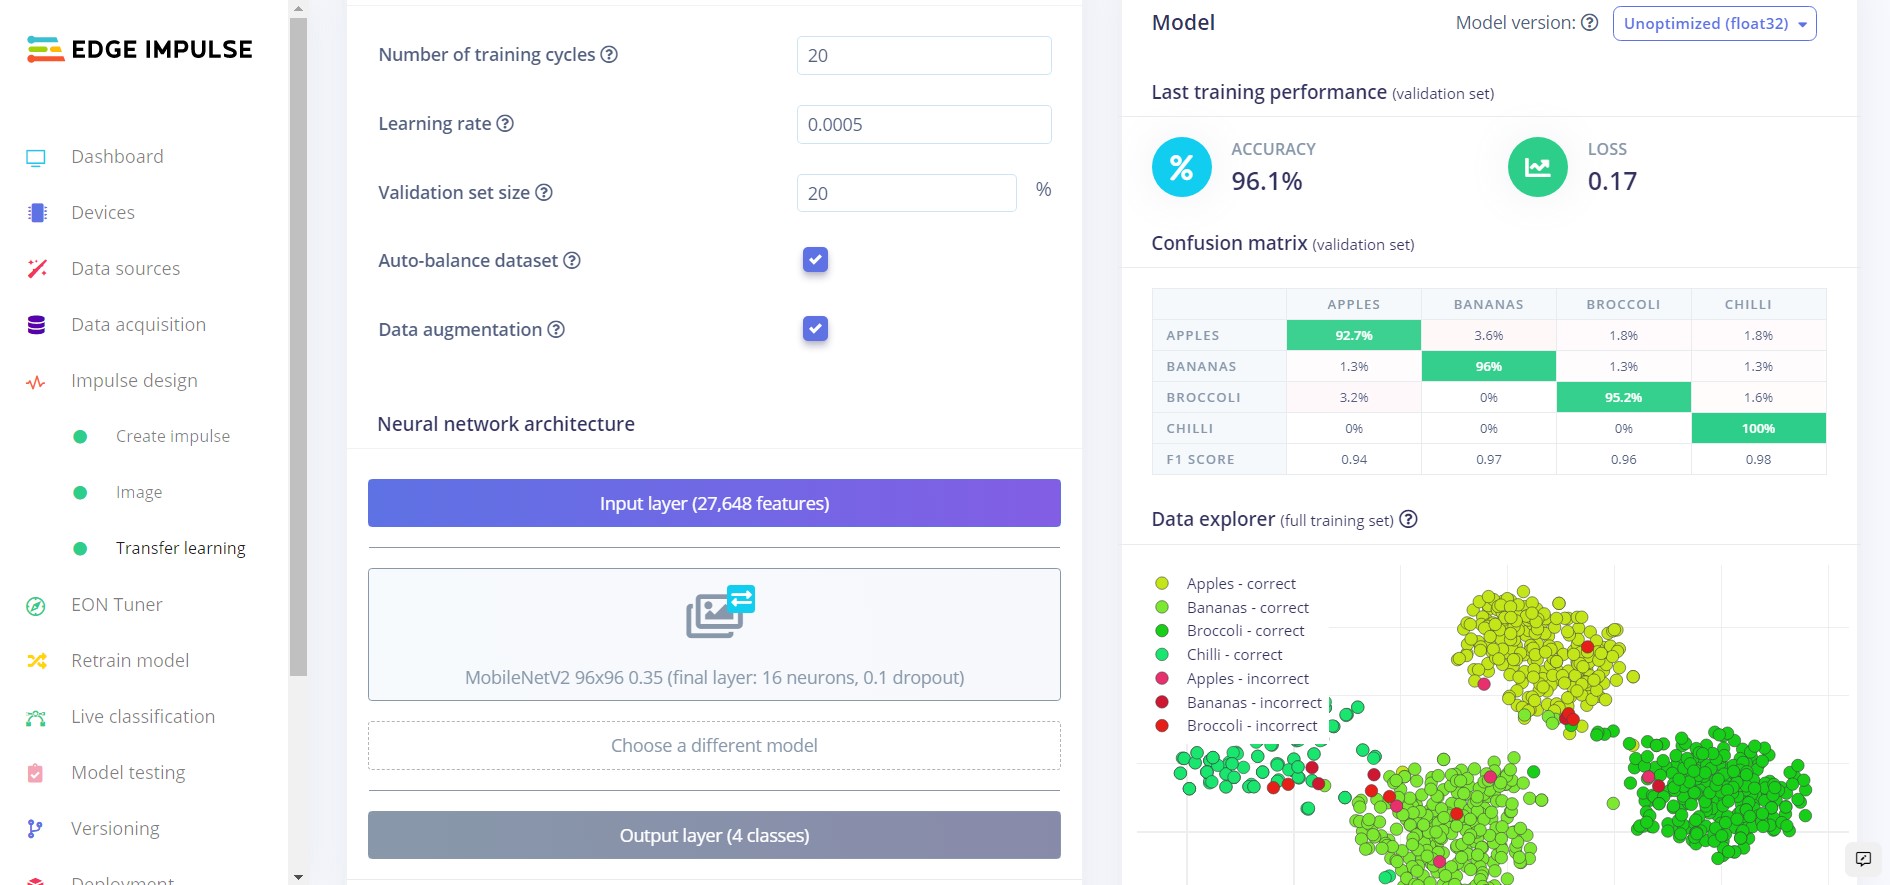 EDGE IMPULSE
Dashboard
Devices
Data sources
Data acquisition
Impulse design
Create impulse
Image
Transfer learning
EON Tuner
Retrain model
Live classification
Model testing
Versioning
Deployment
Number of training cycles ?
20
Learning rate ?
0.0005
Validation set size ?
20 %
Auto-balance dataset ?
Data augmentation ?
Neural network architecture
Input layer (27,648 features)
MobileNetV2 96x96 0.35 (final layer: 16 neurons, 0.1 dropout)
Choose a different model
Output layer (4 classes)
Model
Model version: ? Unoptimized (float32)
Last training performance (validation set)
% ACCURACY
96.1%
LOSS
0.17
Confusion matrix (validation set)
APPLES BANANAS BROCCOLI CHILLI
APPLES 92.7% 3.6% 1.8% 1.8%
BANANAS 1.3% 96% 1.3% 1.3%
BROCCOLI 3.2% 0% 95.2% 1.6%
CHILLI 0% 0% 0% 100%
F1 SCORE 0.94 0.97 0.96 0.98
Data explorer (full training set) ?
Apples - correct
Bananas - correct
Broccoli - correct
Chilli - correct
Apples - incorrect
Bananas - incorrect
Broccoli - incorrect